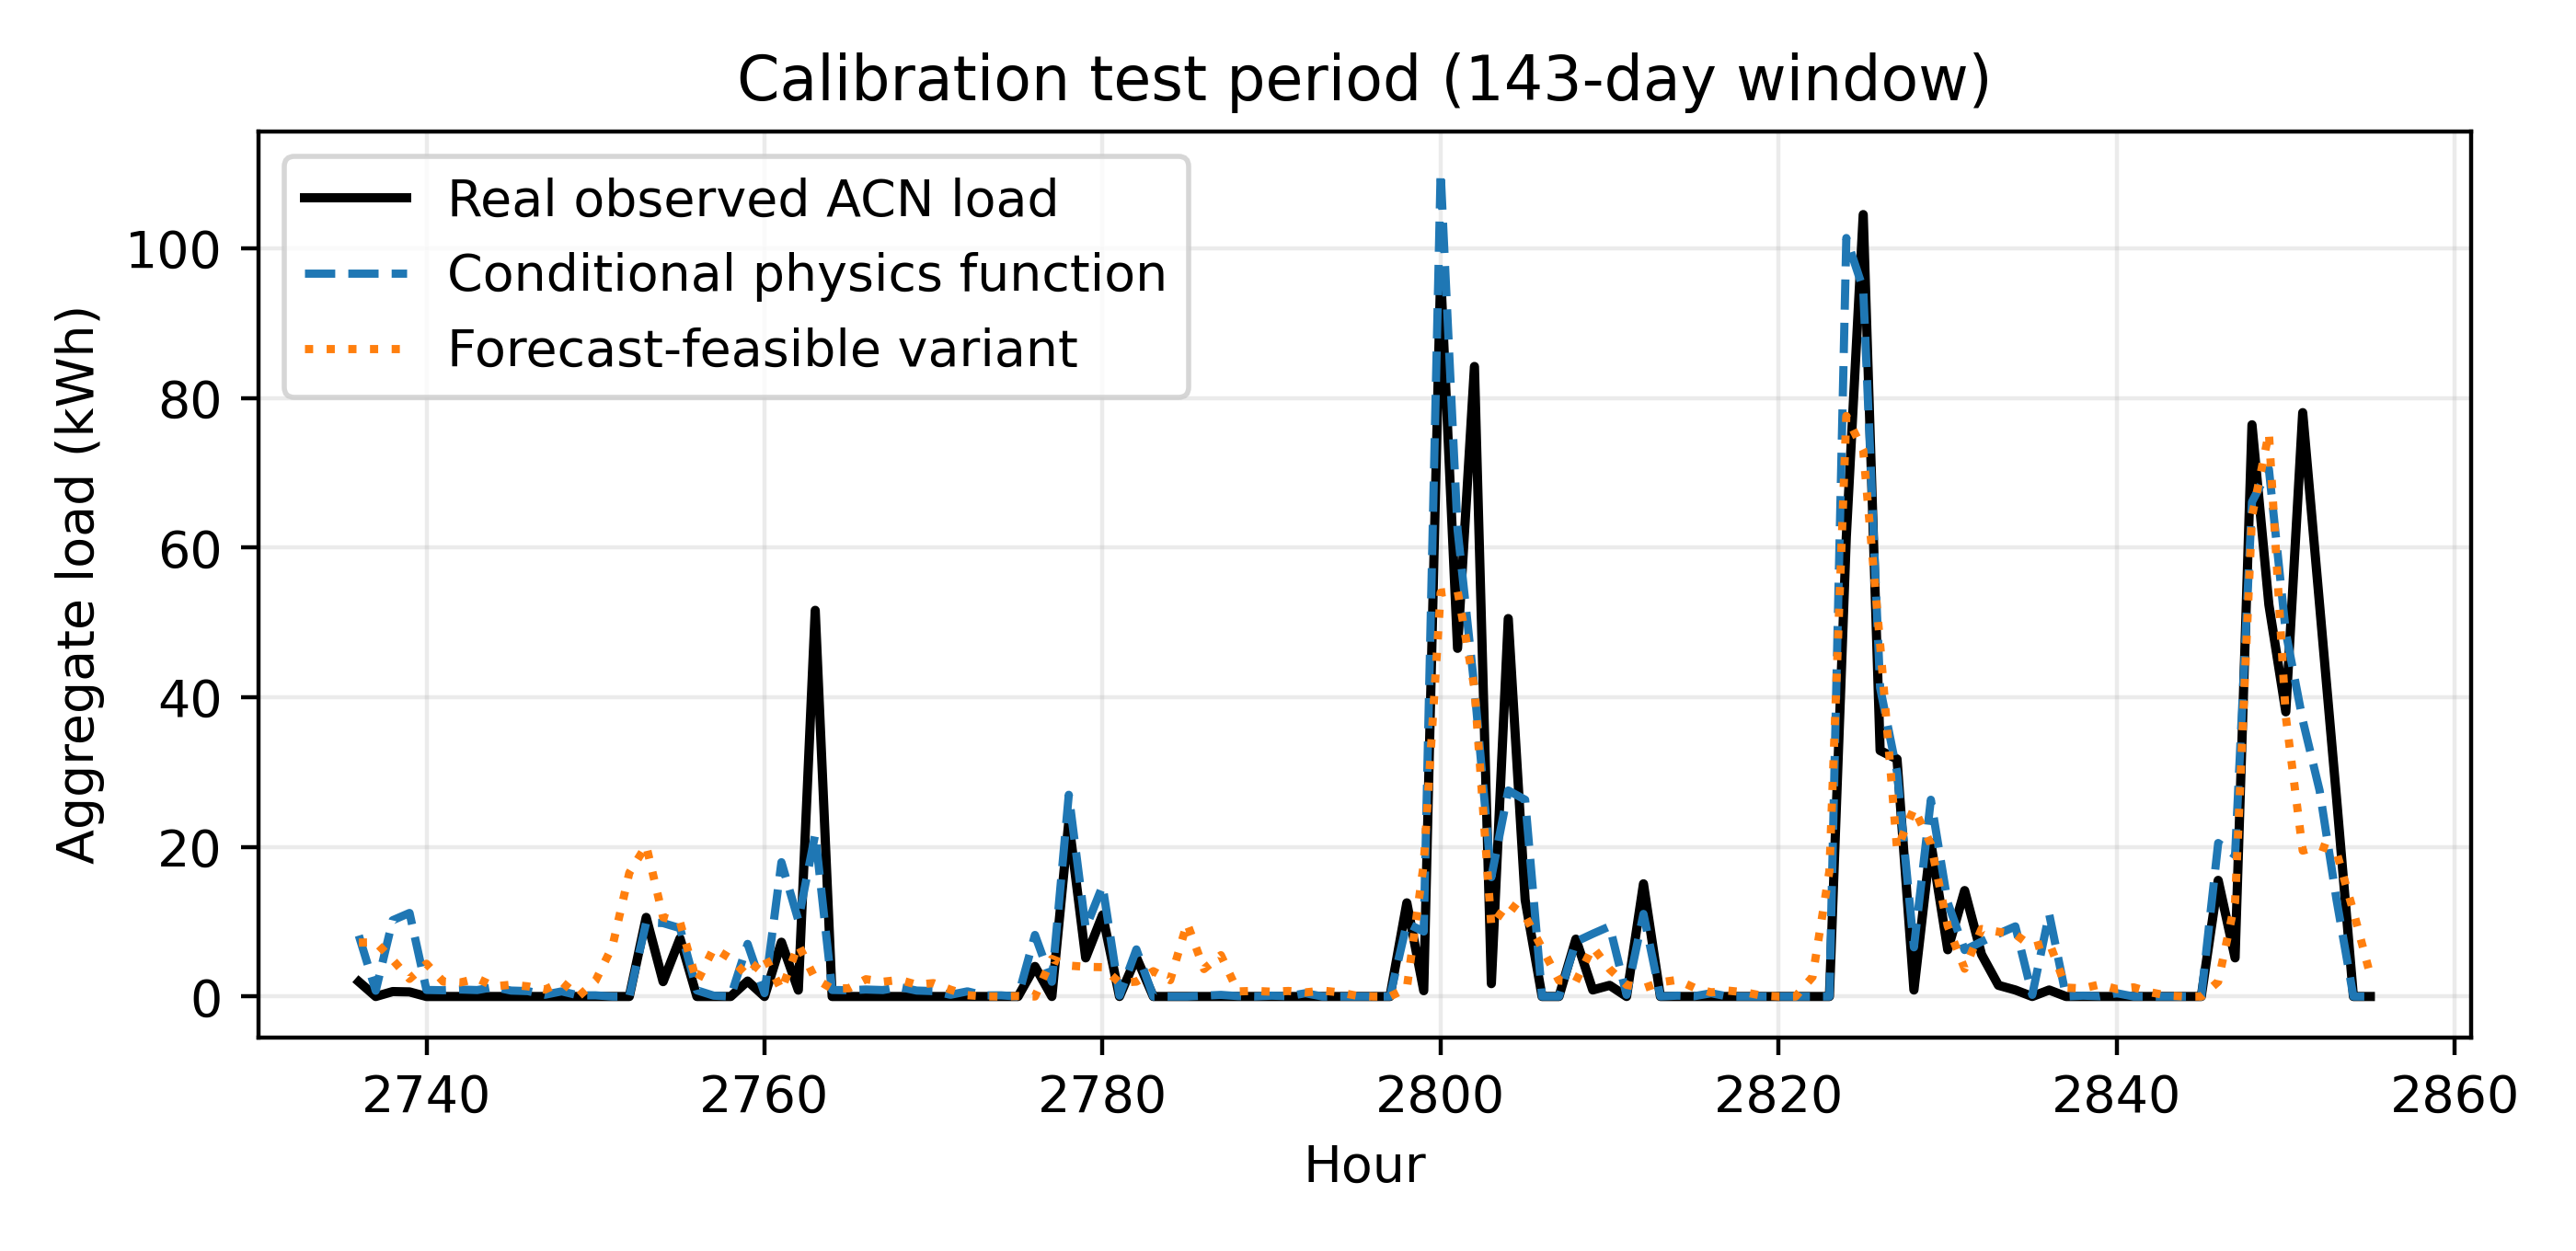 Calibration test period (143-day window)
Real observed ACN load
Conditional physics function
Forecast-feasible variant
Aggregate load (kWh)
100
80
60
40
20
0
2740 2760 2780 2800 2820 2840 2860
Hour